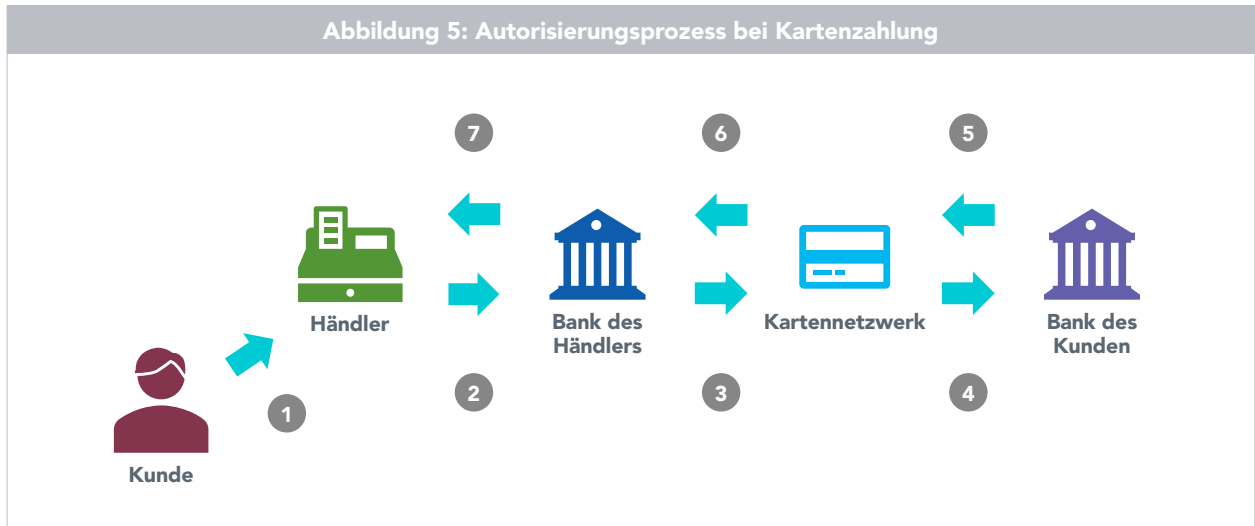 Abbildung 5: Autorisierungsprozess bei Kartenzahlung
7
6
5
Händler
Bank des
Händlers
Kartennetzwerk
Bank des
Kunden
2
3
4
1
Kunde